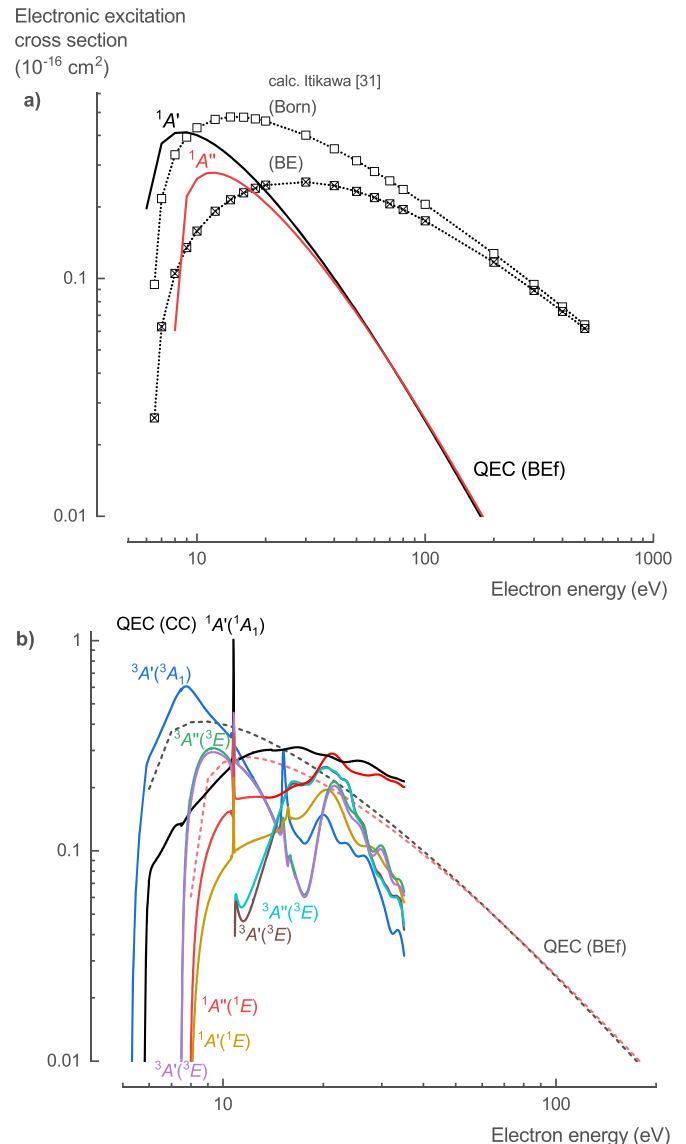 Electronic excitation
cross section
(10⁻¹⁶ cm²)
a)
calc. Itikawa [31]
(Born)
¹A'
¹A''
(BE)
0.1
QEC (BEf)
0.01
10
100
1000
Electron energy (eV)
b)
QEC (CC)
¹A'(¹A₁)
1
³A'(³A₁)
³A''(³E)
0.1
³A''(³E)
³A'(³E)
QEC (BEf)
¹A''(¹E)
¹A'(¹E)
0.01
³A'(³E)
10
100
Electron energy (eV)